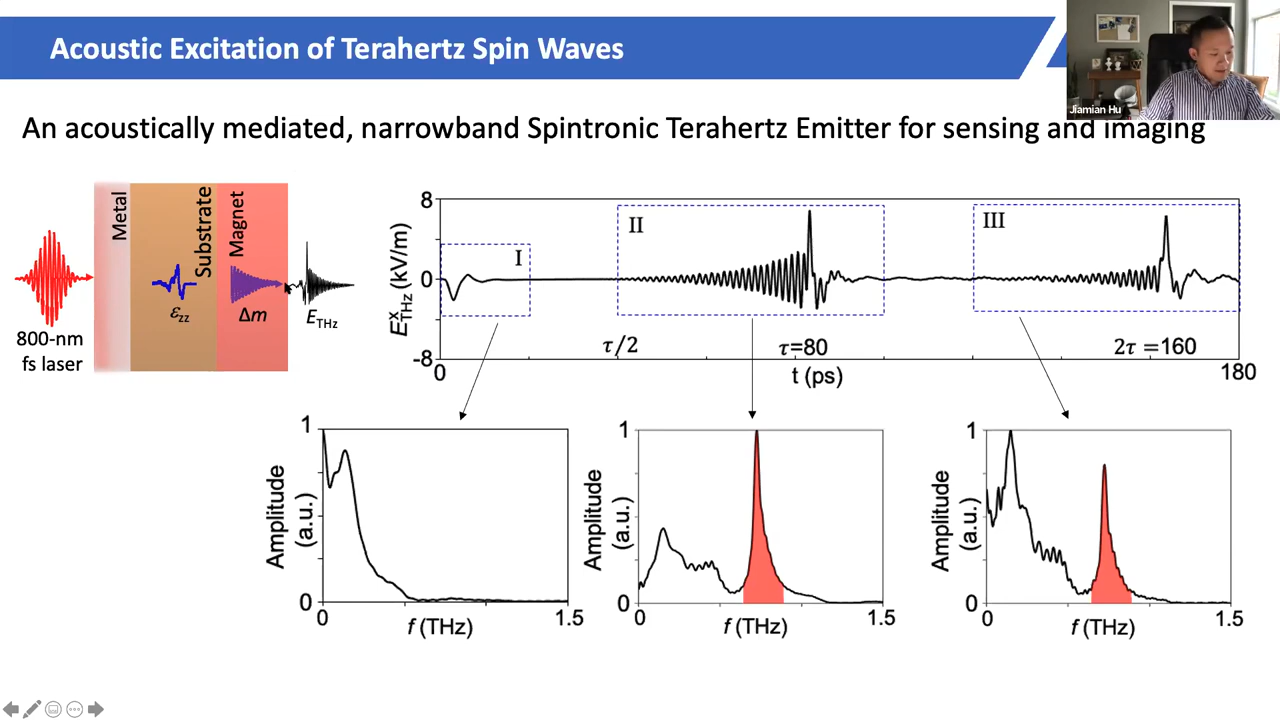 Acoustic Excitation of Terahertz Spin Waves
Jiamian Hu
An acoustically mediated, narrowband Spintronic Terahertz Emitter for sensing and imaging
Metal
Substrate
Magnet
εzz
Δm
ETHz
800-nm
fs laser
8
0
-8
ExTHz (kV/m)
I
II
III
τ/2
τ=80
2τ =160
0
t (ps)
180
1
0
Amplitude
(a.u.)
0
f (THz)
1.5
1
0
Amplitude
(a.u.)
0
f (THz)
1.5
1
0
Amplitude
(a.u.)
0
f (THz)
1.5